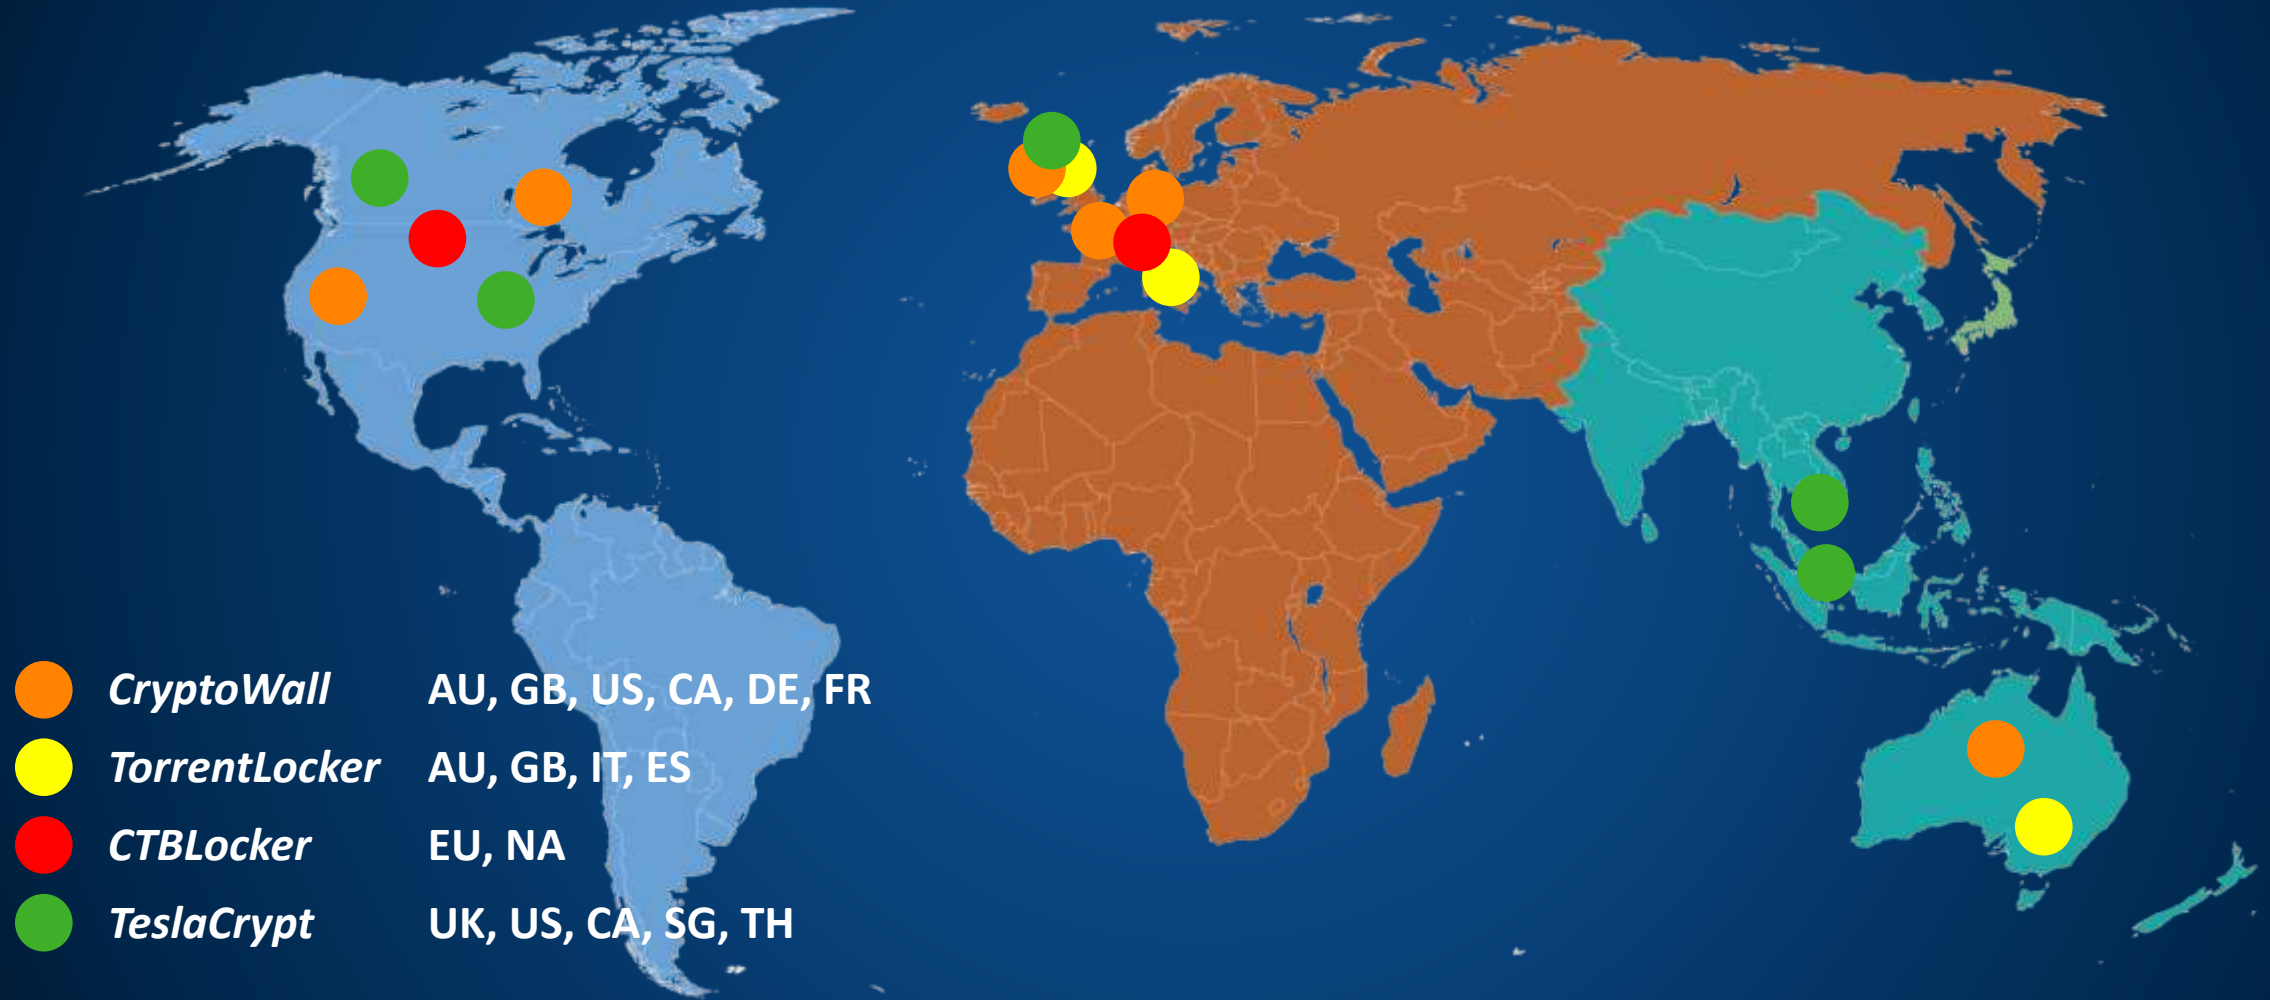 CryptoWall AU, GB, US, CA, DE, FR
TorrentLocker AU, GB, IT, ES
CTBLocker EU, NA
TeslaCrypt UK, US, CA, SG, TH